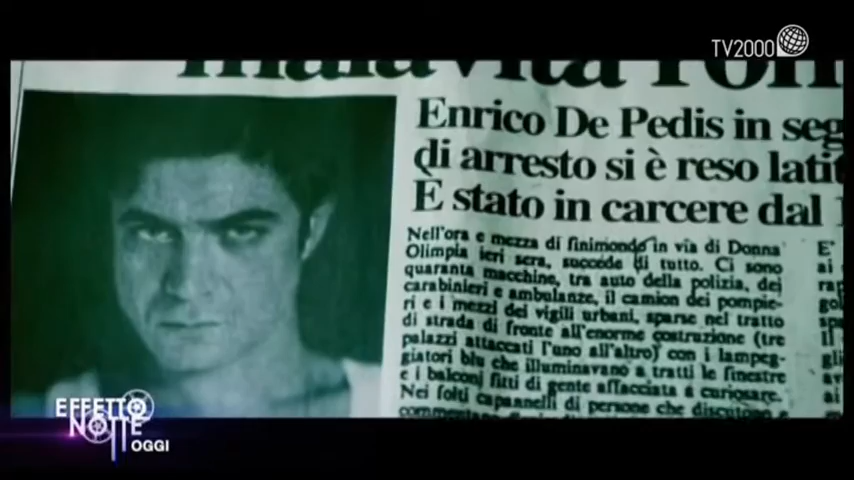 TV2000
malavita rom
Enrico De Pedis in seg
di arresto si è reso latit
E stato in carcere dal
Nell'ora e mezza di finimondo in via di Donna
Olimpia ieri sera, succede di tutto. Ci sono
quaranta macchine, tra auto della polizia, dei
carabinieri e ambulanze, il camion dei pompie-
ri e i mezzi dei vigili urbani, sparse nel tratto
di strada di fronte all'enorme costruzione (tre
palazzi attaccati l'uno all'altro) con i lampeg-
giatori blu che illuminavano a tratti le finestre
e i balconi fitti di gente affacciata a curiosare.
Nei folti capannelli di persone che discutono e
E'
ai
EFFETTO
NOTTE
OGGI